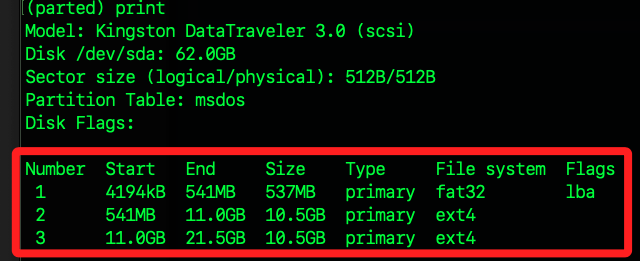 (parted) print
Model: Kingston DataTraveler 3.0 (scsi)
Disk /dev/sda: 62.0GB
Sector size (logical/physical): 512B/512B
Partition Table: msdos
Disk Flags:
Number  Start   End     Size    Type     File system  Flags
 1      4194kB  541MB   537MB   primary  fat32        lba
 2      541MB   11.0GB  10.5GB  primary  ext4
 3      11.0GB  21.5GB  10.5GB  primary  ext4